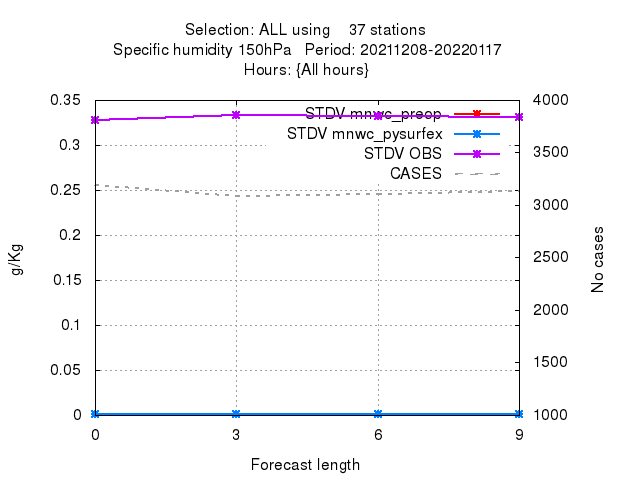 Selection: ALL using 37 stations
Specific humidity 150hPa Period: 20211208-20220117
Hours: {All hours}
0.35
0.3
0.25
0.2
0.15
0.1
0.05
0
4000
3500
3000
2500
2000
1500
1000
STDV mnwc_preop
STDV mnwc_pysurfex
STDV OBS
CASES
g/Kg
No cases
0 3 6 9
Forecast length